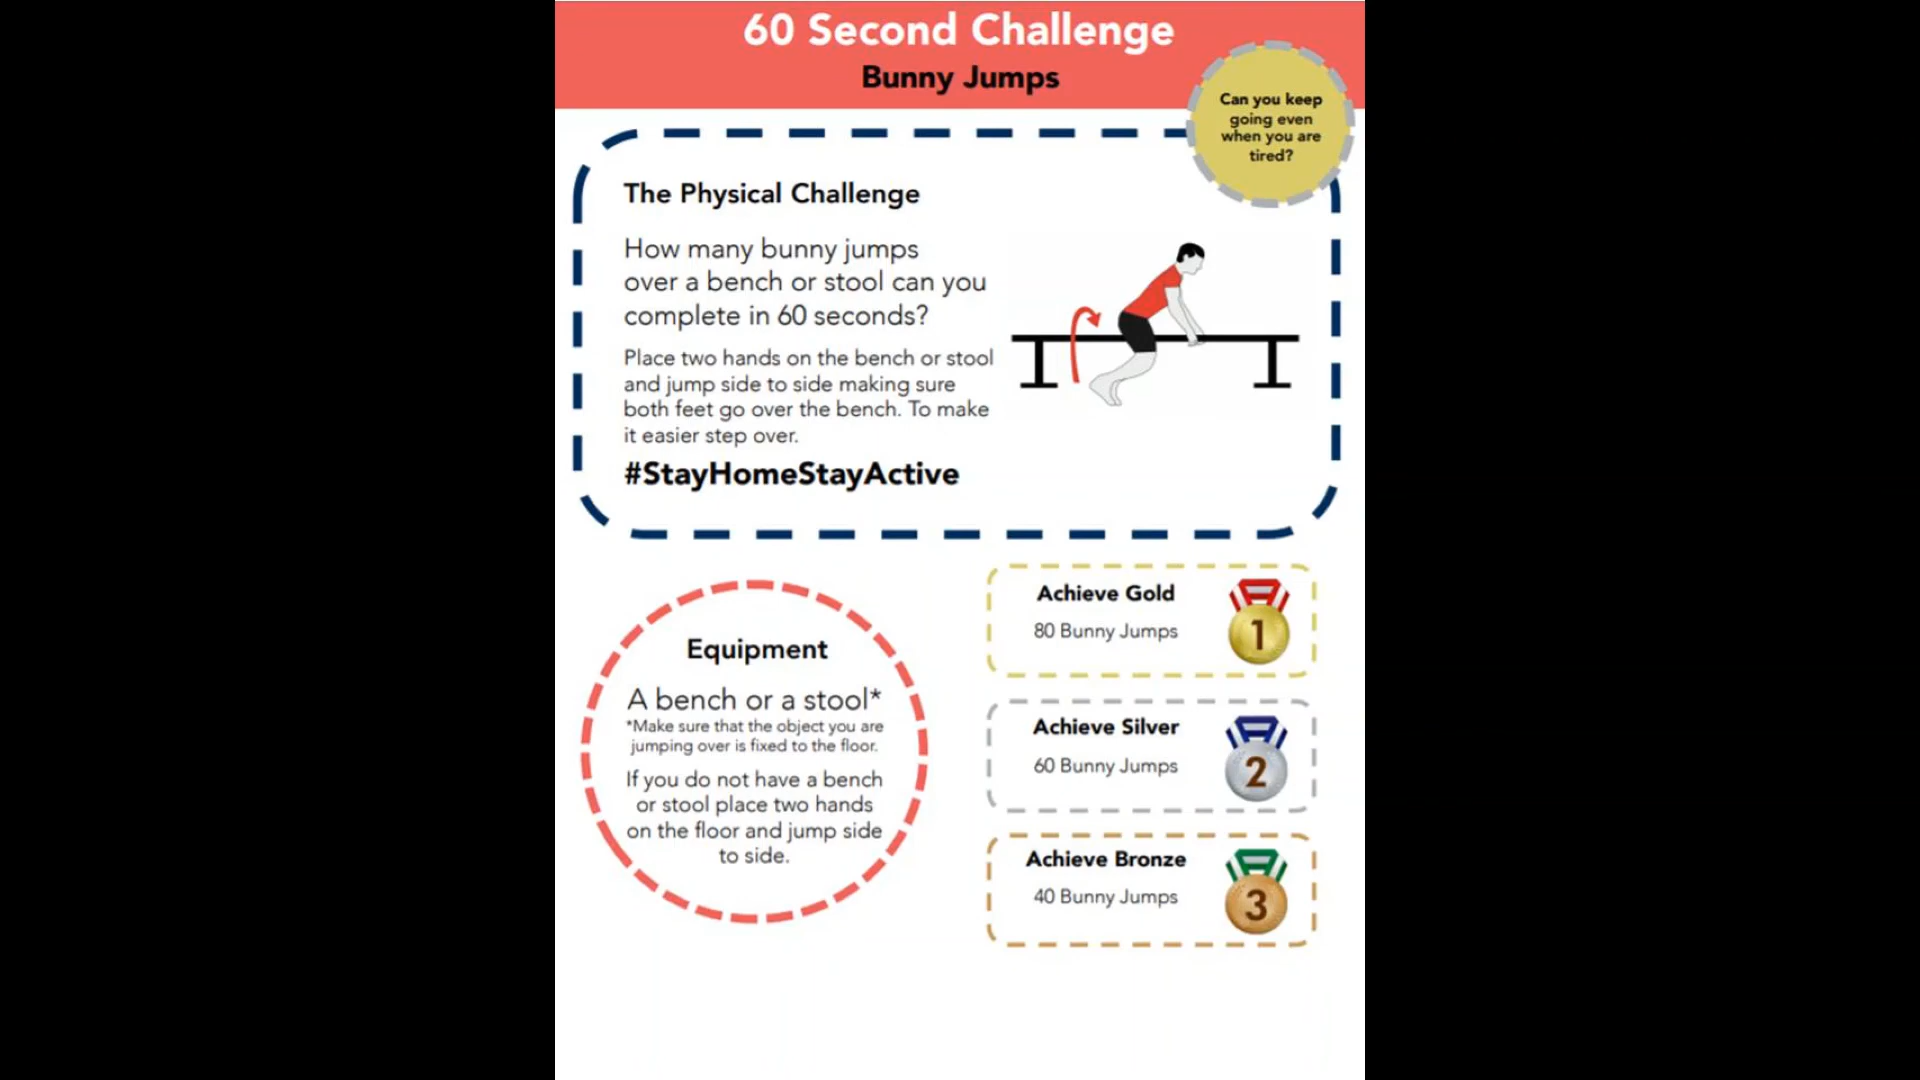 60 Second Challenge
Bunny Jumps
Can you keep
going even
when you are
tired?
The Physical Challenge
How many bunny jumps
over a bench or stool can you
complete in 60 seconds?
Place two hands on the bench or stool
and jump side to side making sure
both feet go over the bench. To make
it easier step over.
#StayHomeStayActive
Equipment
A bench or a stool*
*Make sure that the object you are
jumping over is fixed to the floor.
If you do not have a bench
or stool place two hands
on the floor and jump side
to side.
Achieve Gold
80 Bunny Jumps
1
Achieve Silver
60 Bunny Jumps
2
Achieve Bronze
40 Bunny Jumps
3